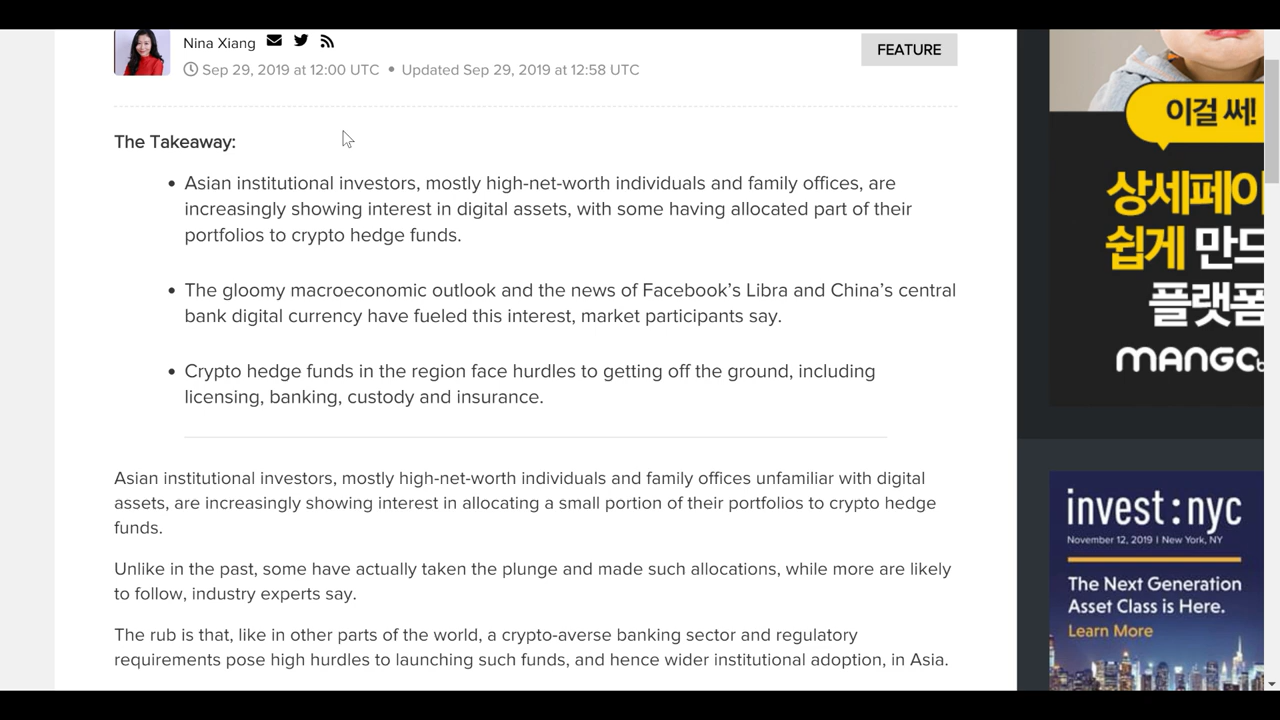 Nina Xiang
FEATURE
Sep 29, 2019 at 12:00 UTC • Updated Sep 29, 2019 at 12:58 UTC
The Takeaway:
• Asian institutional investors, mostly high-net-worth individuals and family offices, are
increasingly showing interest in digital assets, with some having allocated part of their
portfolios to crypto hedge funds.
• The gloomy macroeconomic outlook and the news of Facebook’s Libra and China’s central
bank digital currency have fueled this interest, market participants say.
• Crypto hedge funds in the region face hurdles to getting off the ground, including
licensing, banking, custody and insurance.
Asian institutional investors, mostly high-net-worth individuals and family offices unfamiliar with digital
assets, are increasingly showing interest in allocating a small portion of their portfolios to crypto hedge
funds.
Unlike in the past, some have actually taken the plunge and made such allocations, while more are likely
to follow, industry experts say.
The rub is that, like in other parts of the world, a crypto-averse banking sector and regulatory
requirements pose high hurdles to launching such funds, and hence wider institutional adoption, in Asia.
이걸 써!
상세페이
쉽게 만드
플랫폼
MANGO
invest:nyc
November 12, 2019 | New York, NY
The Next Generation
Asset Class is Here.
Learn More